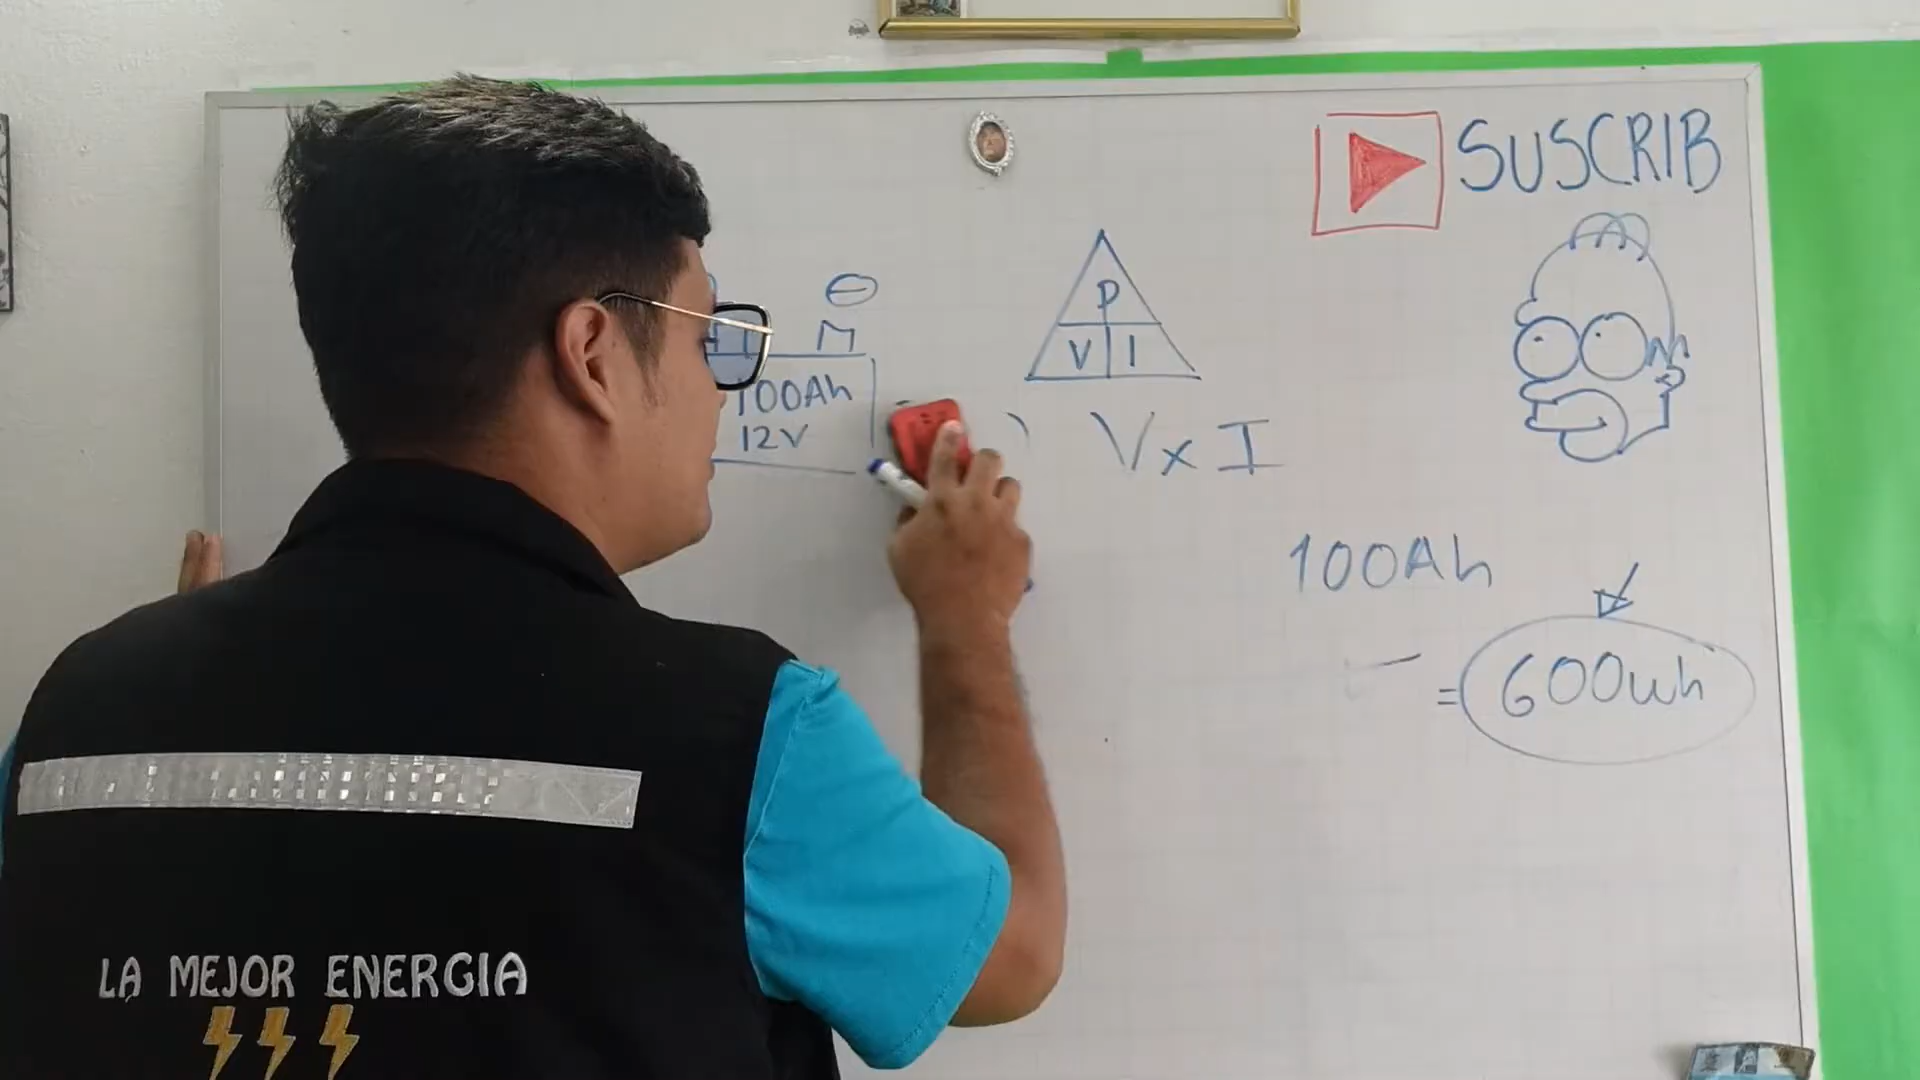 SUSCRIB
P
V I
100Ah
12V
V x I
100Ah
= 600wh
LA MEJOR ENERGIA